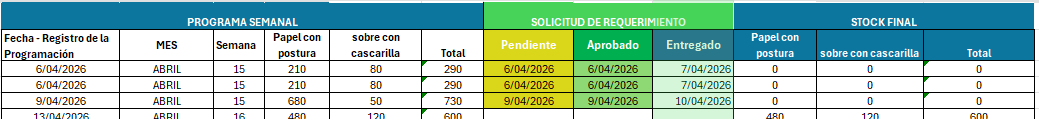 PROGRAMA SEMANAL SOLICITUD DE REQUERIMIENTO STOCK FINAL
Fecha - Registro de la Programación MES Semana Papel con postura sobre con cascarilla Total Pendiente Aprobado Entregado Papel con postura sobre con cascarilla Total
6/04/2026 ABRIL 15 210 80 290 6/04/2026 6/04/2026 7/04/2026 0 0 0
6/04/2026 ABRIL 15 210 80 290 6/04/2026 6/04/2026 7/04/2026 0 0 0
9/04/2026 ABRIL 15 680 50 730 9/04/2026 9/04/2026 10/04/2026 0 0 0
13/04/2026 ABRIL 16 480 120 600 480 120 600